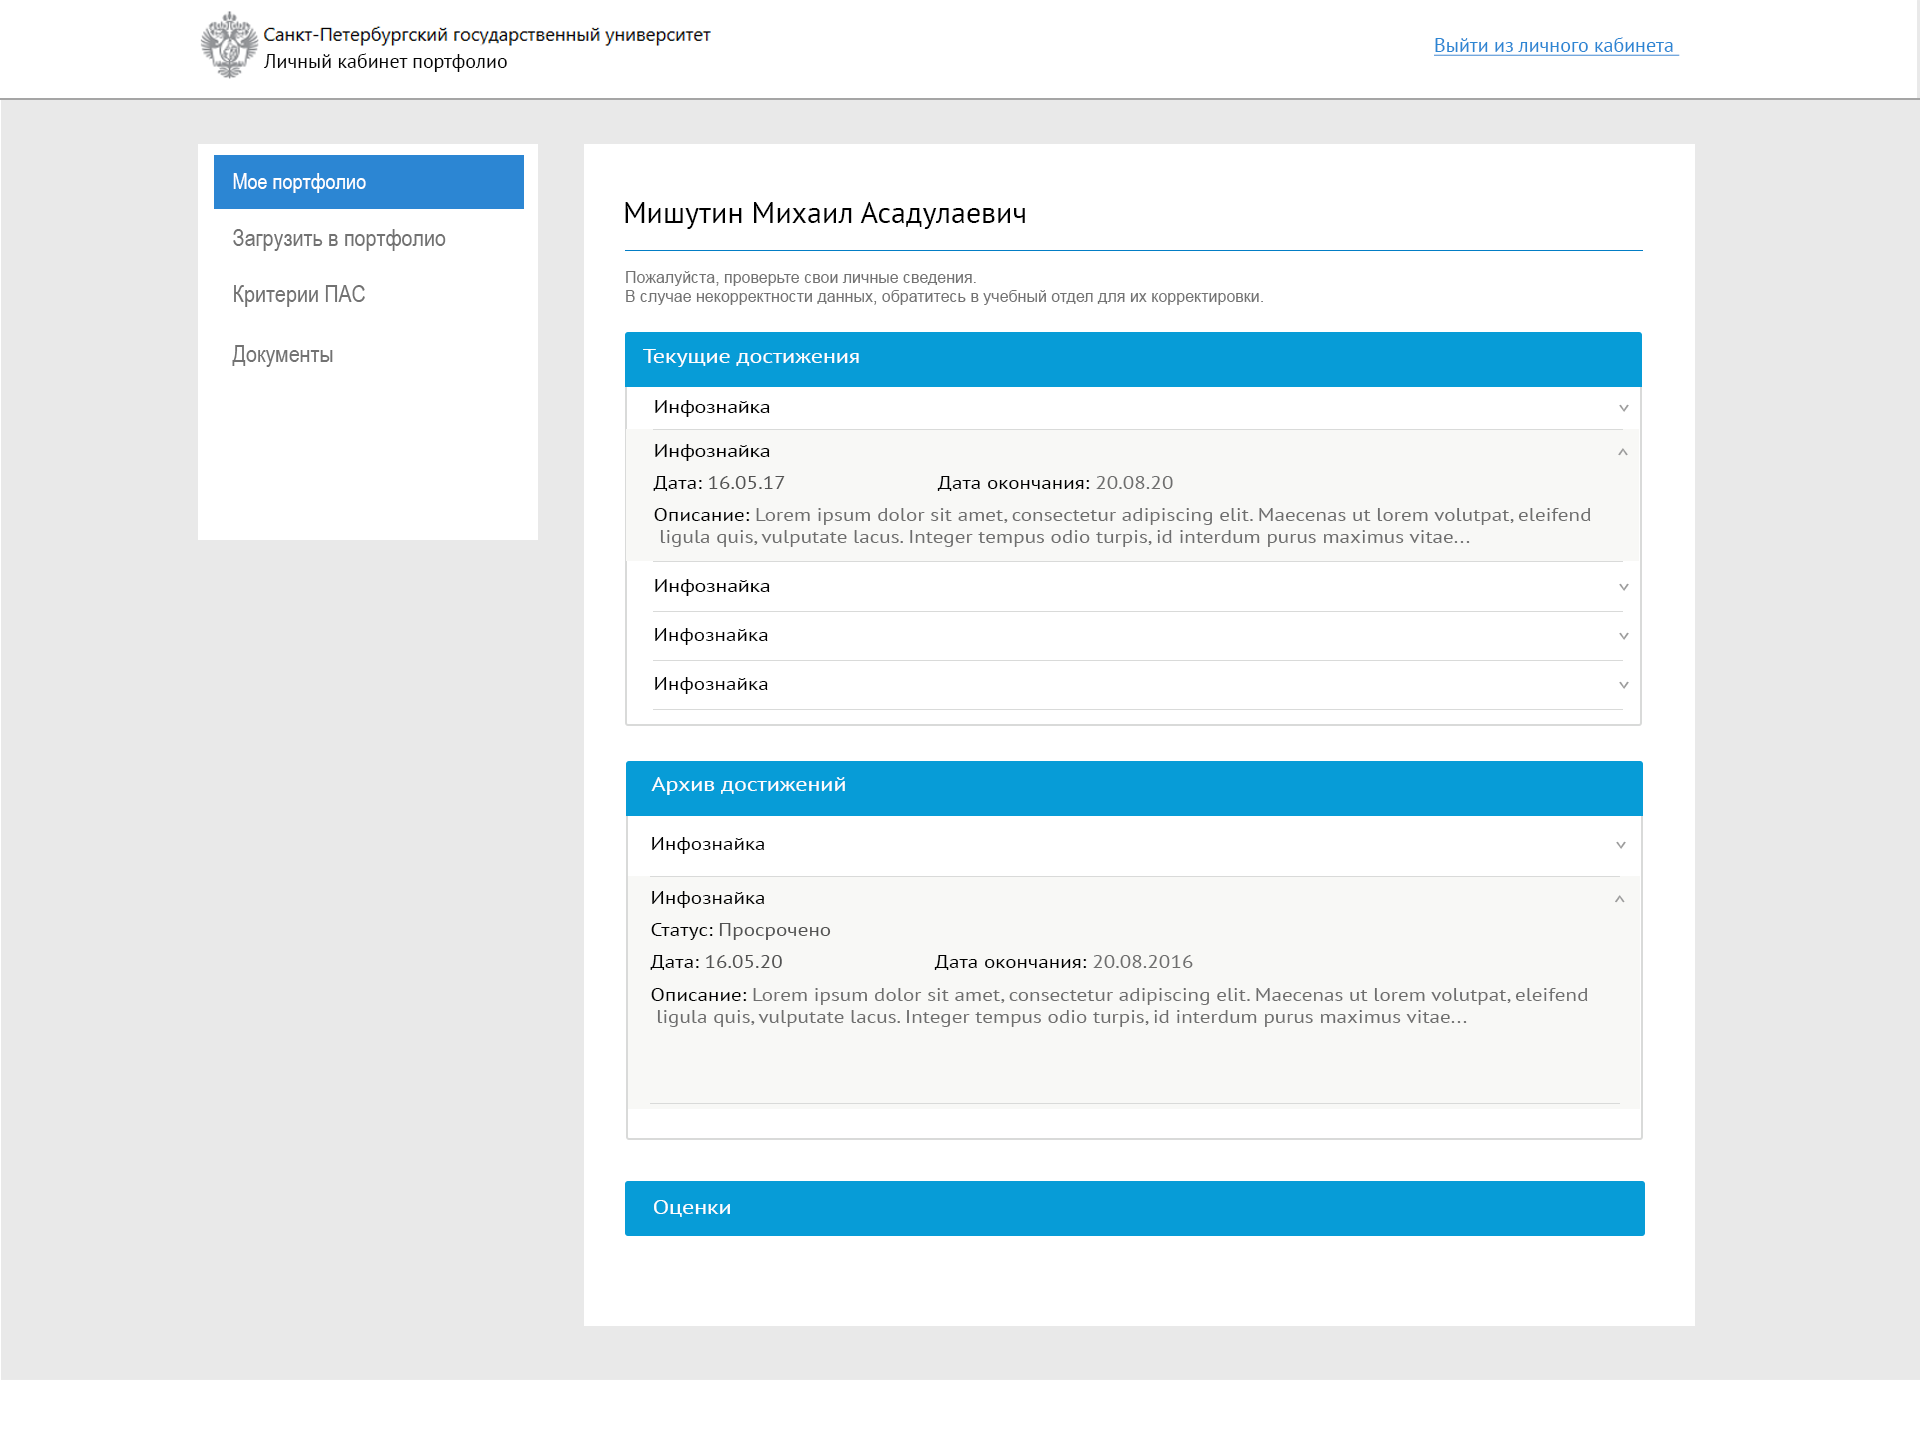 Санкт-Петербургский государственный университет
Личный кабинет портфолио
Выйти из личного кабинета
Мое портфолио
Загрузить в портфолио
Критерии ПАС
Документы
Мишутин Михаил Асадулаевич
Пожалуйста, проверьте свои личные сведения.
В случае некорректности данных, обратитесь в учебный отдел для их корректировки.
Текущие достижения
Инфознайка
Инфознайка
Дата: 16.05.17 Дата окончания: 20.08.20
Описание: Lorem ipsum dolor sit amet, consectetur adipiscing elit. Maecenas ut lorem volutpat, eleifend
ligula quis, vulputate lacus. Integer tempus odio turpis, id interdum purus maximus vitae...
Инфознайка
Инфознайка
Инфознайка
Архив достижений
Инфознайка
Инфознайка
Статус: Просрочено
Дата: 16.05.20 Дата окончания: 20.08.2016
Описание: Lorem ipsum dolor sit amet, consectetur adipiscing elit. Maecenas ut lorem volutpat, eleifend
ligula quis, vulputate lacus. Integer tempus odio turpis, id interdum purus maximus vitae...
Оценки